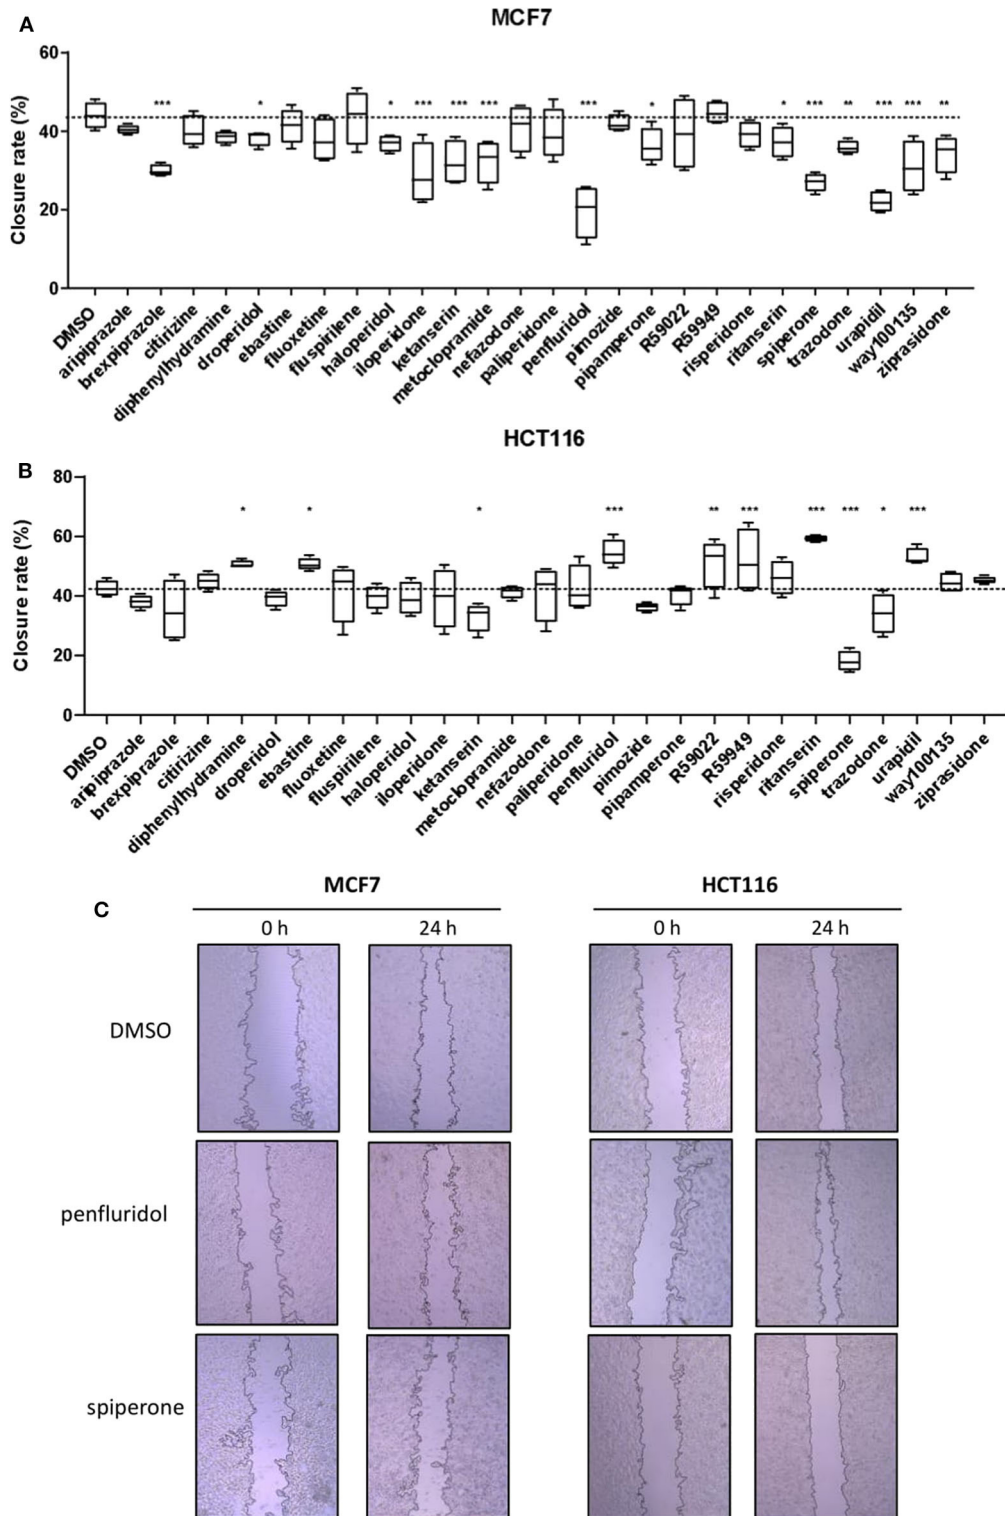 A
MCF7
Closure rate (%)
60
40
20
0
*** * * *** *** *** *** * * *** ** *** *** **
DMSO
aripiprazole
brexpiprazole
citirizine
diphenylhydramine
droperidol
ebastine
fluoxetine
fluspirilene
haloperidol
iloperidone
ketanserin
metoclopramide
nefazodone
paliperidone
penfluridol
pimozide
pipamperone
R59022
R59949
risperidone
ritanserin
spiperone
trazodone
urapidil
way100135
ziprasidone
B
HCT116
Closure rate (%)
80
60
40
20
0
* * * *** ** *** *** *** * ***
DMSO
aripiprazole
brexpiprazole
citirizine
diphenylhydramine
droperidol
ebastine
fluoxetine
fluspirilene
haloperidol
iloperidone
ketanserin
metoclopramide
nefazodone
paliperidone
penfluridol
pimozide
pipamperone
R59022
R59949
risperidone
ritanserin
spiperone
trazodone
urapidil
way100135
ziprasidone
C
MCF7 HCT116
0 h 24 h 0 h 24 h
DMSO
penfluridol
spiperone